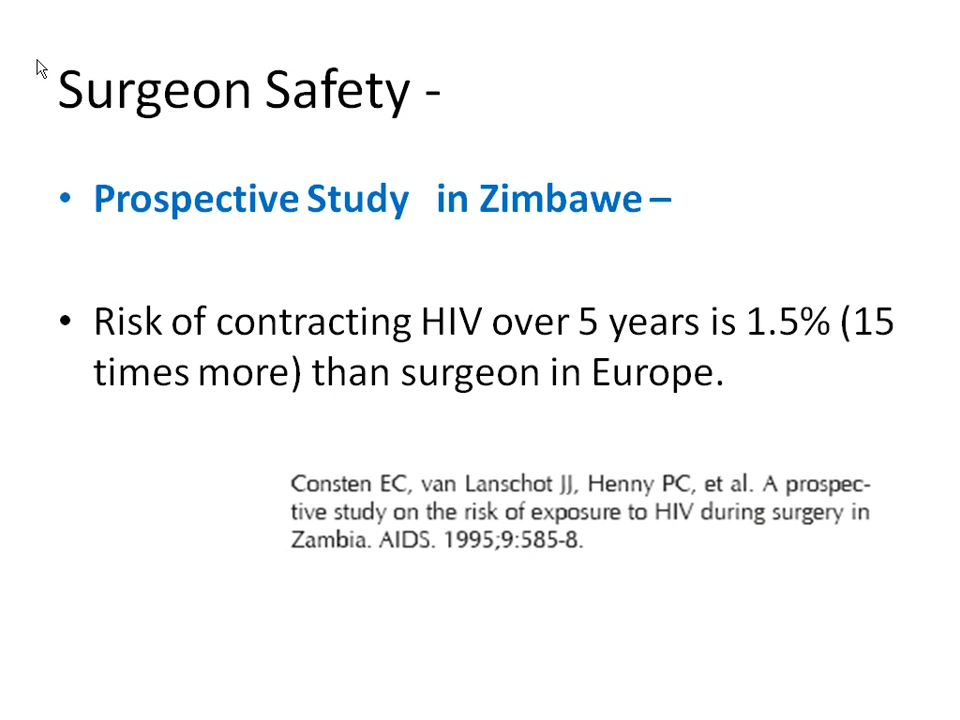 Surgeon Safety -
• Prospective Study in Zimbawe –
• Risk of contracting HIV over 5 years is 1.5% (15
times more) than surgeon in Europe.
Consten EC, van Lanschot JJ, Henny PC, et al. A prospec-
tive study on the risk of exposure to HIV during surgery in
Zambia. AIDS. 1995;9:585-8.